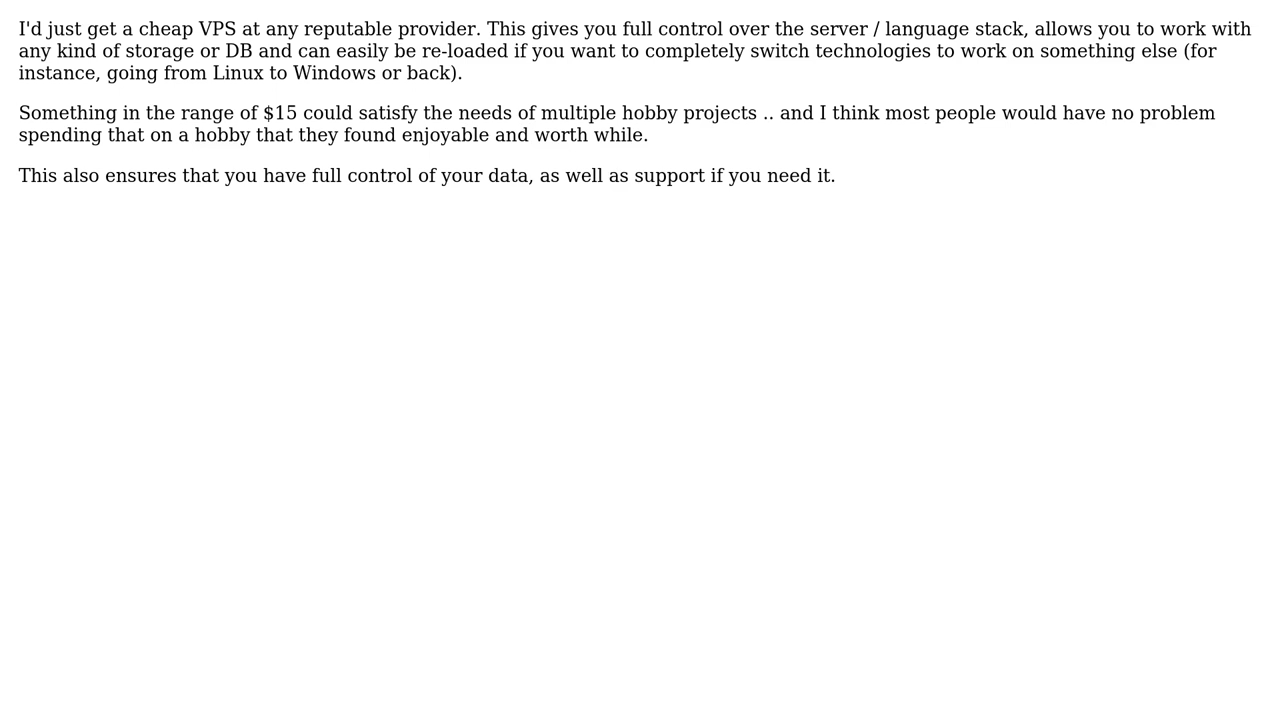 I'd just get a cheap VPS at any reputable provider. This gives you full control over the server / language stack, allows you to work with
any kind of storage or DB and can easily be re-loaded if you want to completely switch technologies to work on something else (for
instance, going from Linux to Windows or back).
Something in the range of $15 could satisfy the needs of multiple hobby projects .. and I think most people would have no problem
spending that on a hobby that they found enjoyable and worth while.
This also ensures that you have full control of your data, as well as support if you need it.